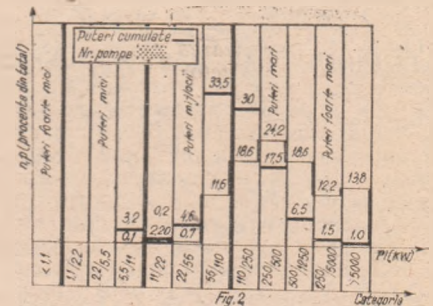 Puteri cumulate
Nr. pompe
n,p (procente din total)
Puteri foarte mici
Puteri mici
Puteri mijlocii
Puteri mari
Puteri foarte mari
33,5
30
24,2
18,6
17,5
18,6
11,6
12,2
13,8
3,2
0,2
4,8
6,5
0,1
2,20
0,7
1,5
1,0
<1,1
1,1/2,2
2,2/5,5
5,5/11
11/22
22/55
55/110
110/250
250/500
500/1250
1250/5000
>5000
P1(KW)
Fig.2
Categoria